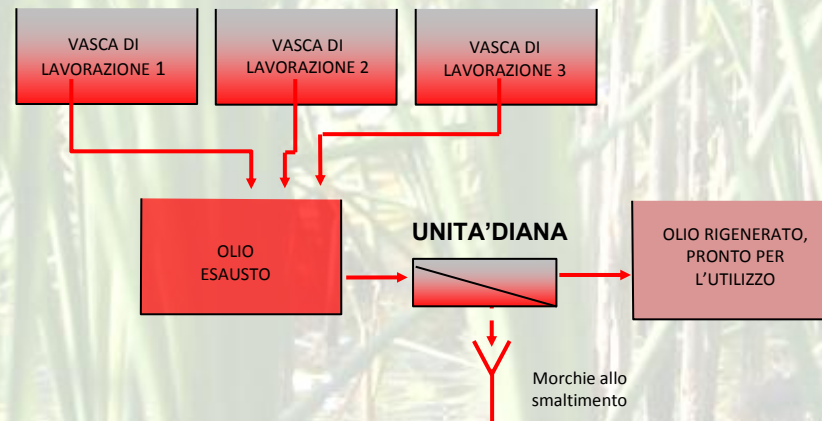 VASCA DI
LAVORAZIONE 1
VASCA DI
LAVORAZIONE 2
VASCA DI
LAVORAZIONE 3
OLIO
ESAUSTO
UNITA’DIANA
OLIO RIGENERATO,
PRONTO PER
L’UTILIZZO
Morchie allo
smaltimento